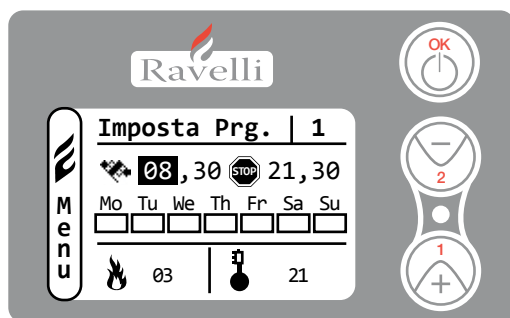 Ravelli
OK
Imposta Prg. | 1
08,30 STOP 21,30
Mo Tu We Th Fr Sa Su
03 21
Menu
2
1